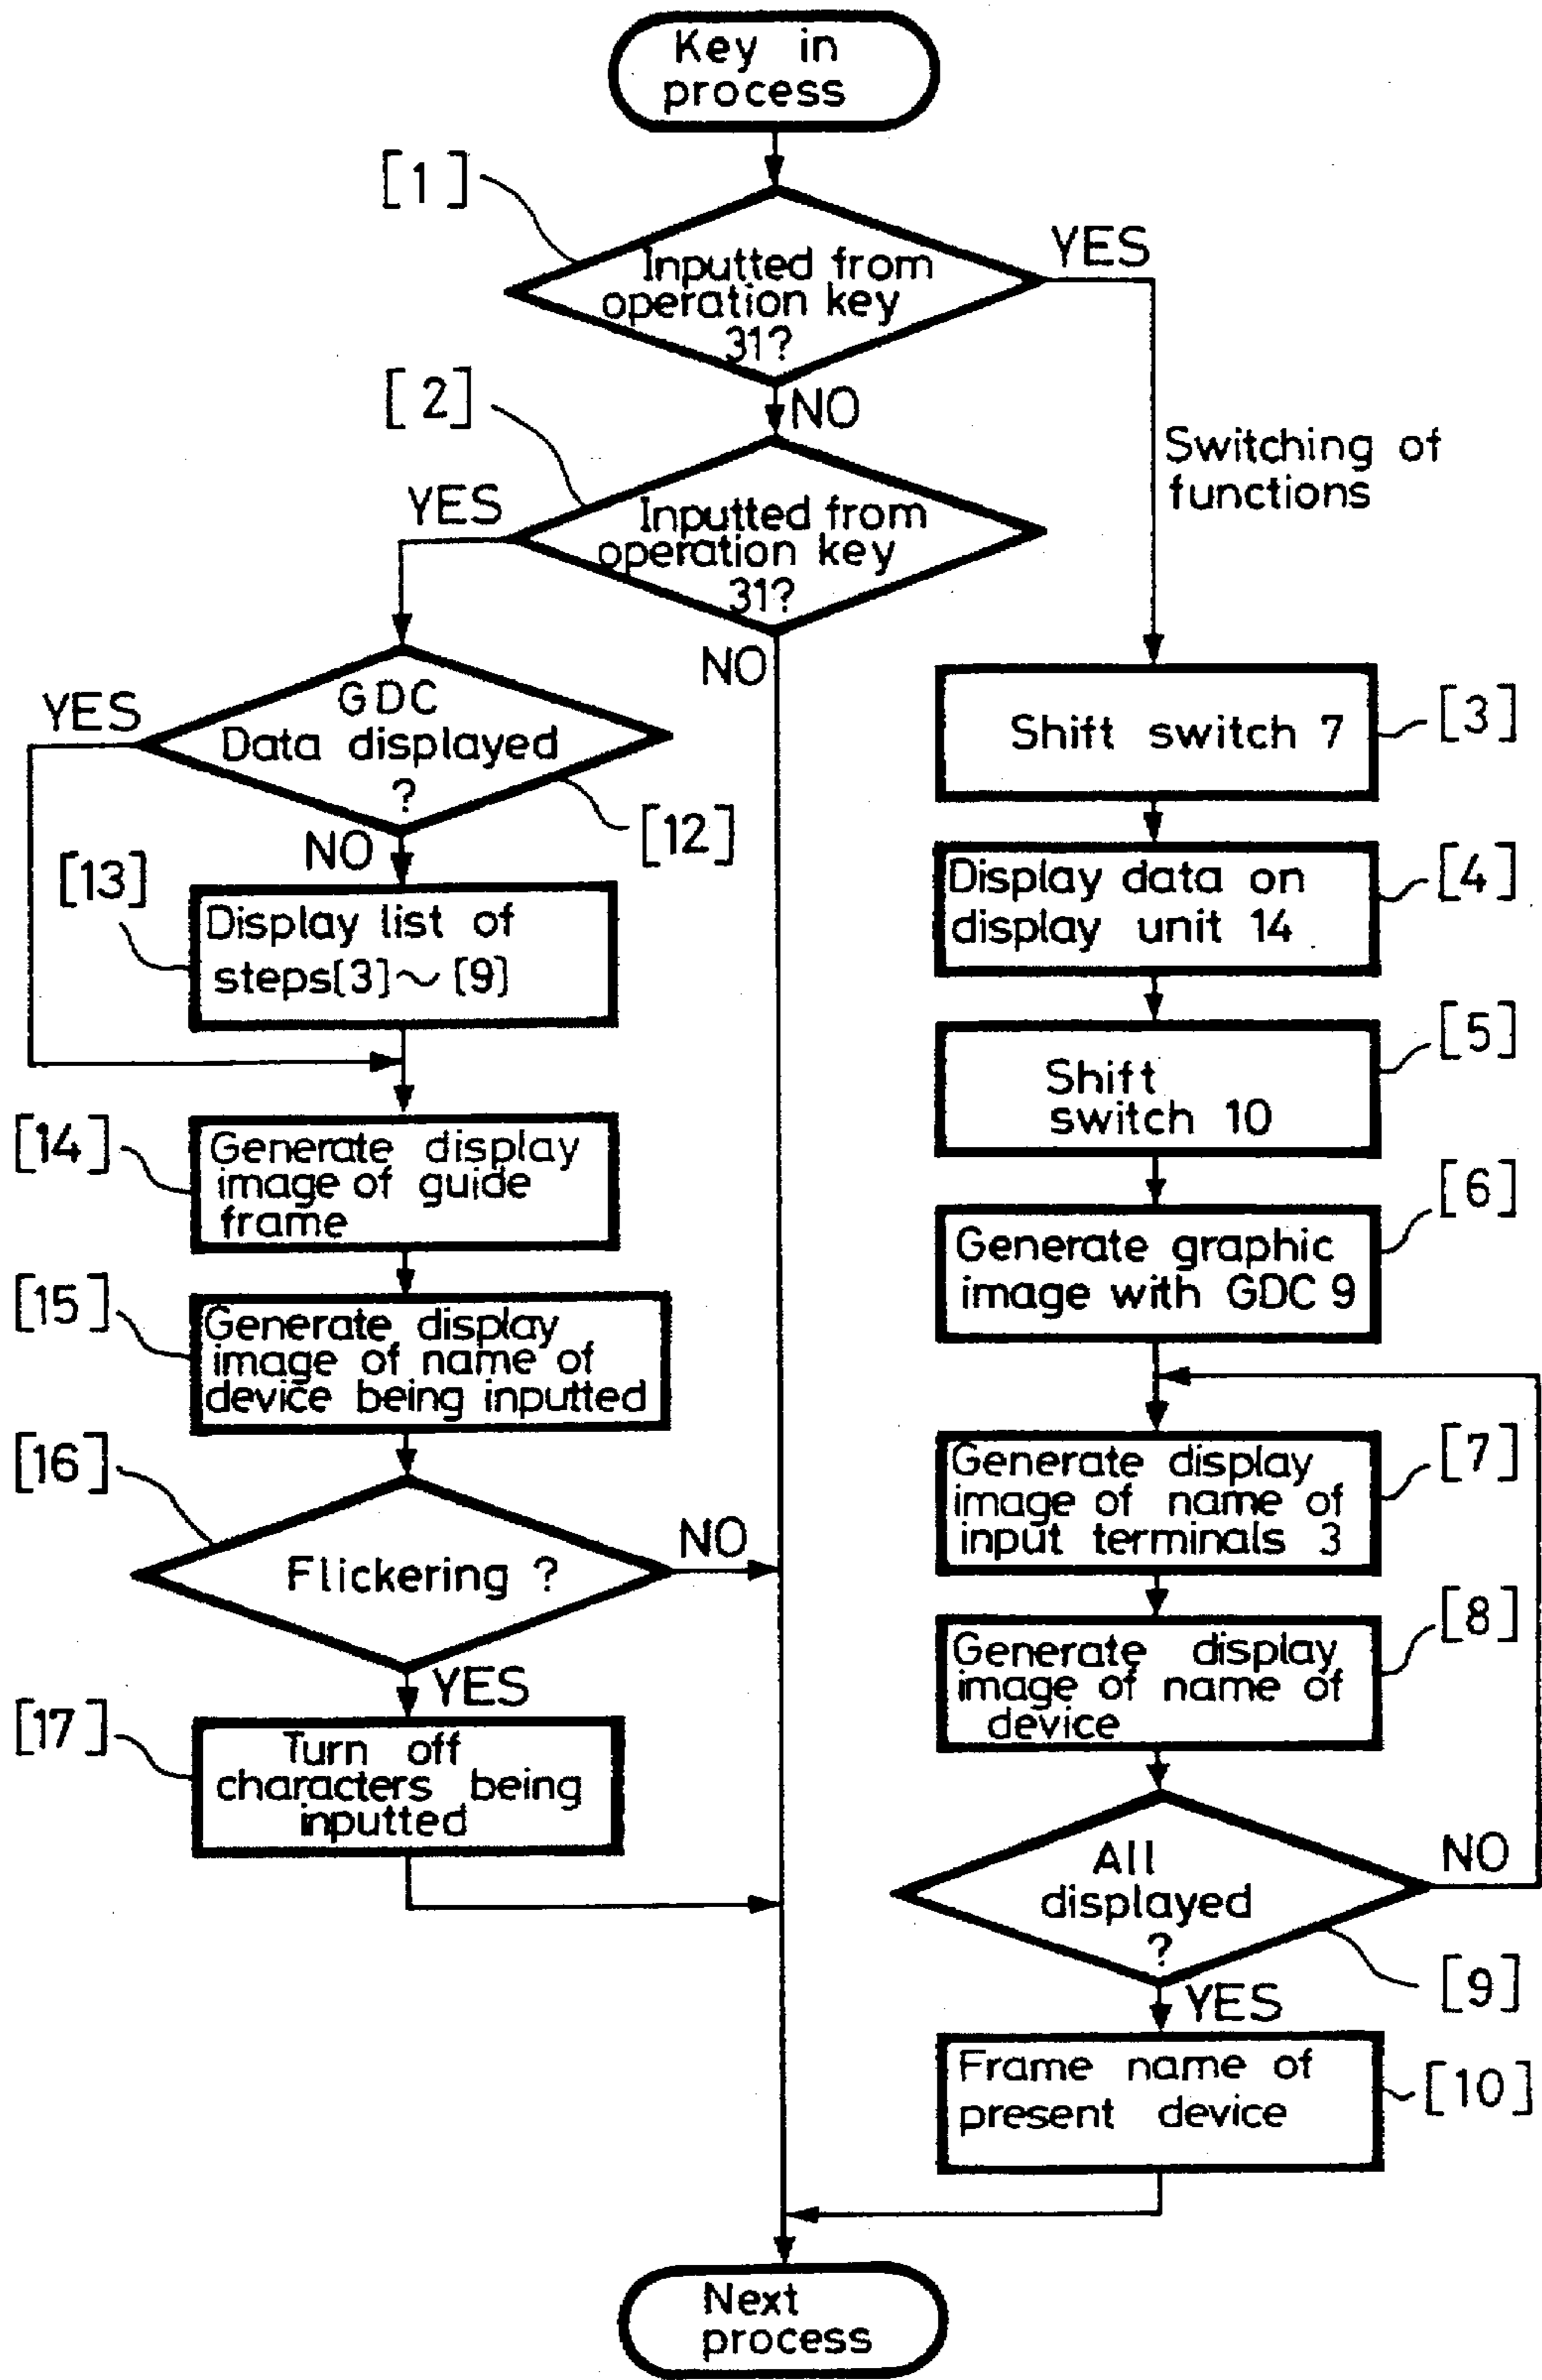 Key in
process
[1]
Inputted from
operation key
31?
YES
NO
[2]
Switching of
functions
YES
Inputted from
operation key
31?
NO
YES
GDC
Data displayed
?
[12]
NO
[13]
Display list of
steps[3]~[9]
[14]
Generate display
image of guide
frame
[15]
Generate display
image of name of
device being inputted
[16]
Flickering ?
NO
YES
[17]
Turn off
characters being
inputted
Shift switch 7
[3]
Display data on
display unit 14
[4]
Shift
switch 10
[5]
Generate graphic
image with GDC 9
[6]
Generate display
image of name of
input terminals 3
[7]
Generate display
image of name of
device
[8]
All
displayed
?
NO
[9]
YES
Frame name of
present device
[10]
Next
process